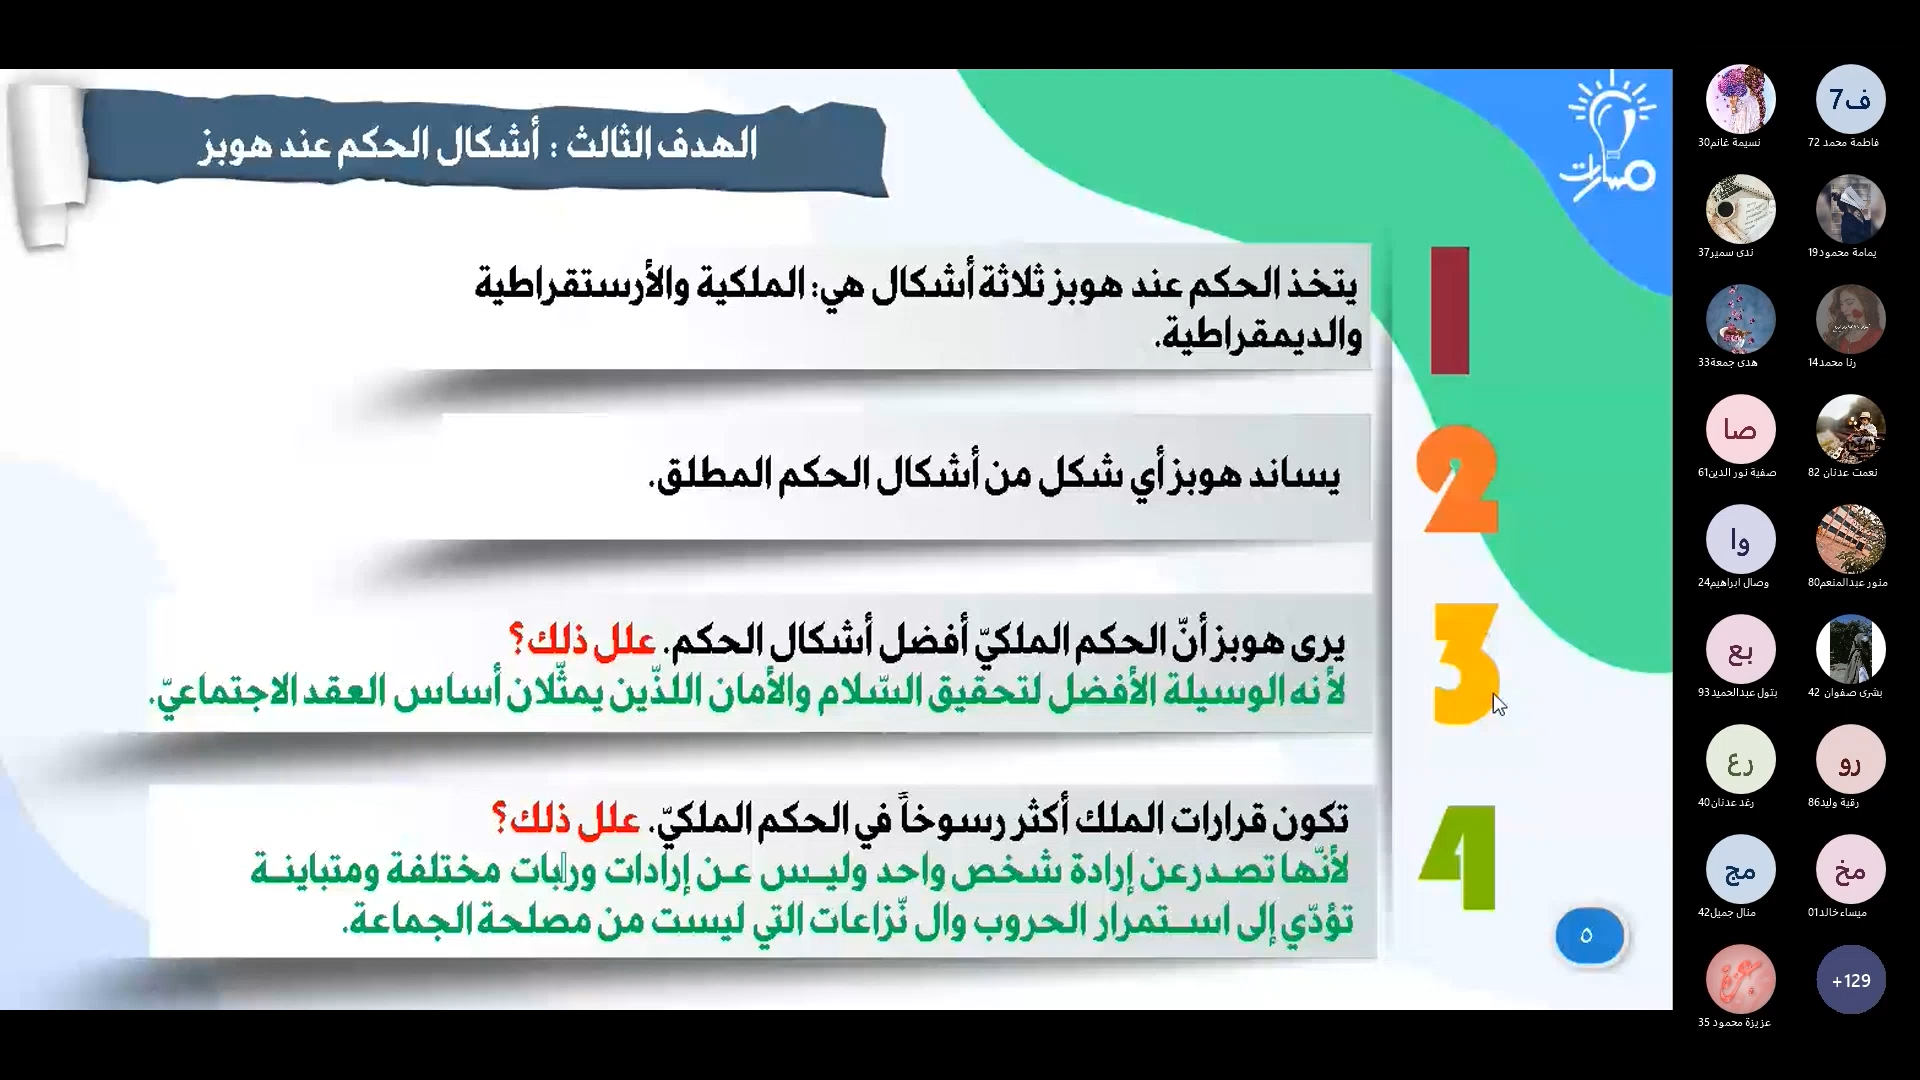 الهدف الثالث : أشكال الحكم عند هوبز
مسارات
1
يتخذ الحكم عند هوبز ثلاثة أشكال هي: الملكية والأرستقراطية
والديمقراطية.
2
يساند هوبز أي شكل من أشكال الحكم المطلق.
3
يرى هوبز أنّ الحكم الملكيّ أفضل أشكال الحكم. علل ذلك؟
لأنه الوسيلة الأفضل لتحقيق السّلام والأمان اللذّين يمثّلان أساس العقد الاجتماعيّ.
4
تكون قرارات الملك أكثر رسوخاً في الحكم الملكيّ. علل ذلك؟
لأنّها تصدرعن إرادة شخص واحد وليس عن إرادات مختلفة ومتباينة
تؤدّي إلى استمرار الحروب وال نّزاعات التي ليست من مصلحة الجماعة.
٥
ف7
فاطمة محمد 72
نسيمة غانم30
يمامة محمود19
ندى سمير37
رنا محمد14
هدى جمعة33
نعمت عدنان 82
صا
صفية نور الدين61
منور عبدالمنعم80
وا
وصال ابراهيم24
بشرى صفوان 42
بع
بتول عبدالحميد93
رو
رقية وليد86
رع
رغد عدنان40
مخ
ميساء خالد01
مج
منال جميل42
+129
عزيزة محمود 35